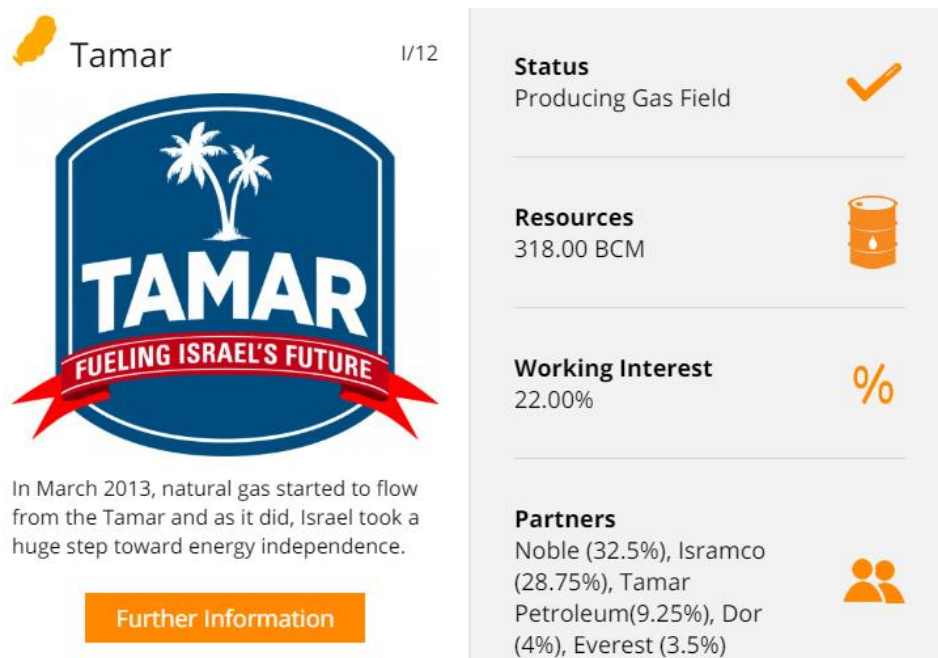 Tamar
I/12
TAMAR
FUELING ISRAEL'S FUTURE
In March 2013, natural gas started to flow
from the Tamar and as it did, Israel took a
huge step toward energy independence.
Further Information
Status
Producing Gas Field
Resources
318.00 BCM
Working Interest
22.00%
%
Partners
Noble (32.5%), Isramco
(28.75%), Tamar
Petroleum(9.25%), Dor
(4%), Everest (3.5%)